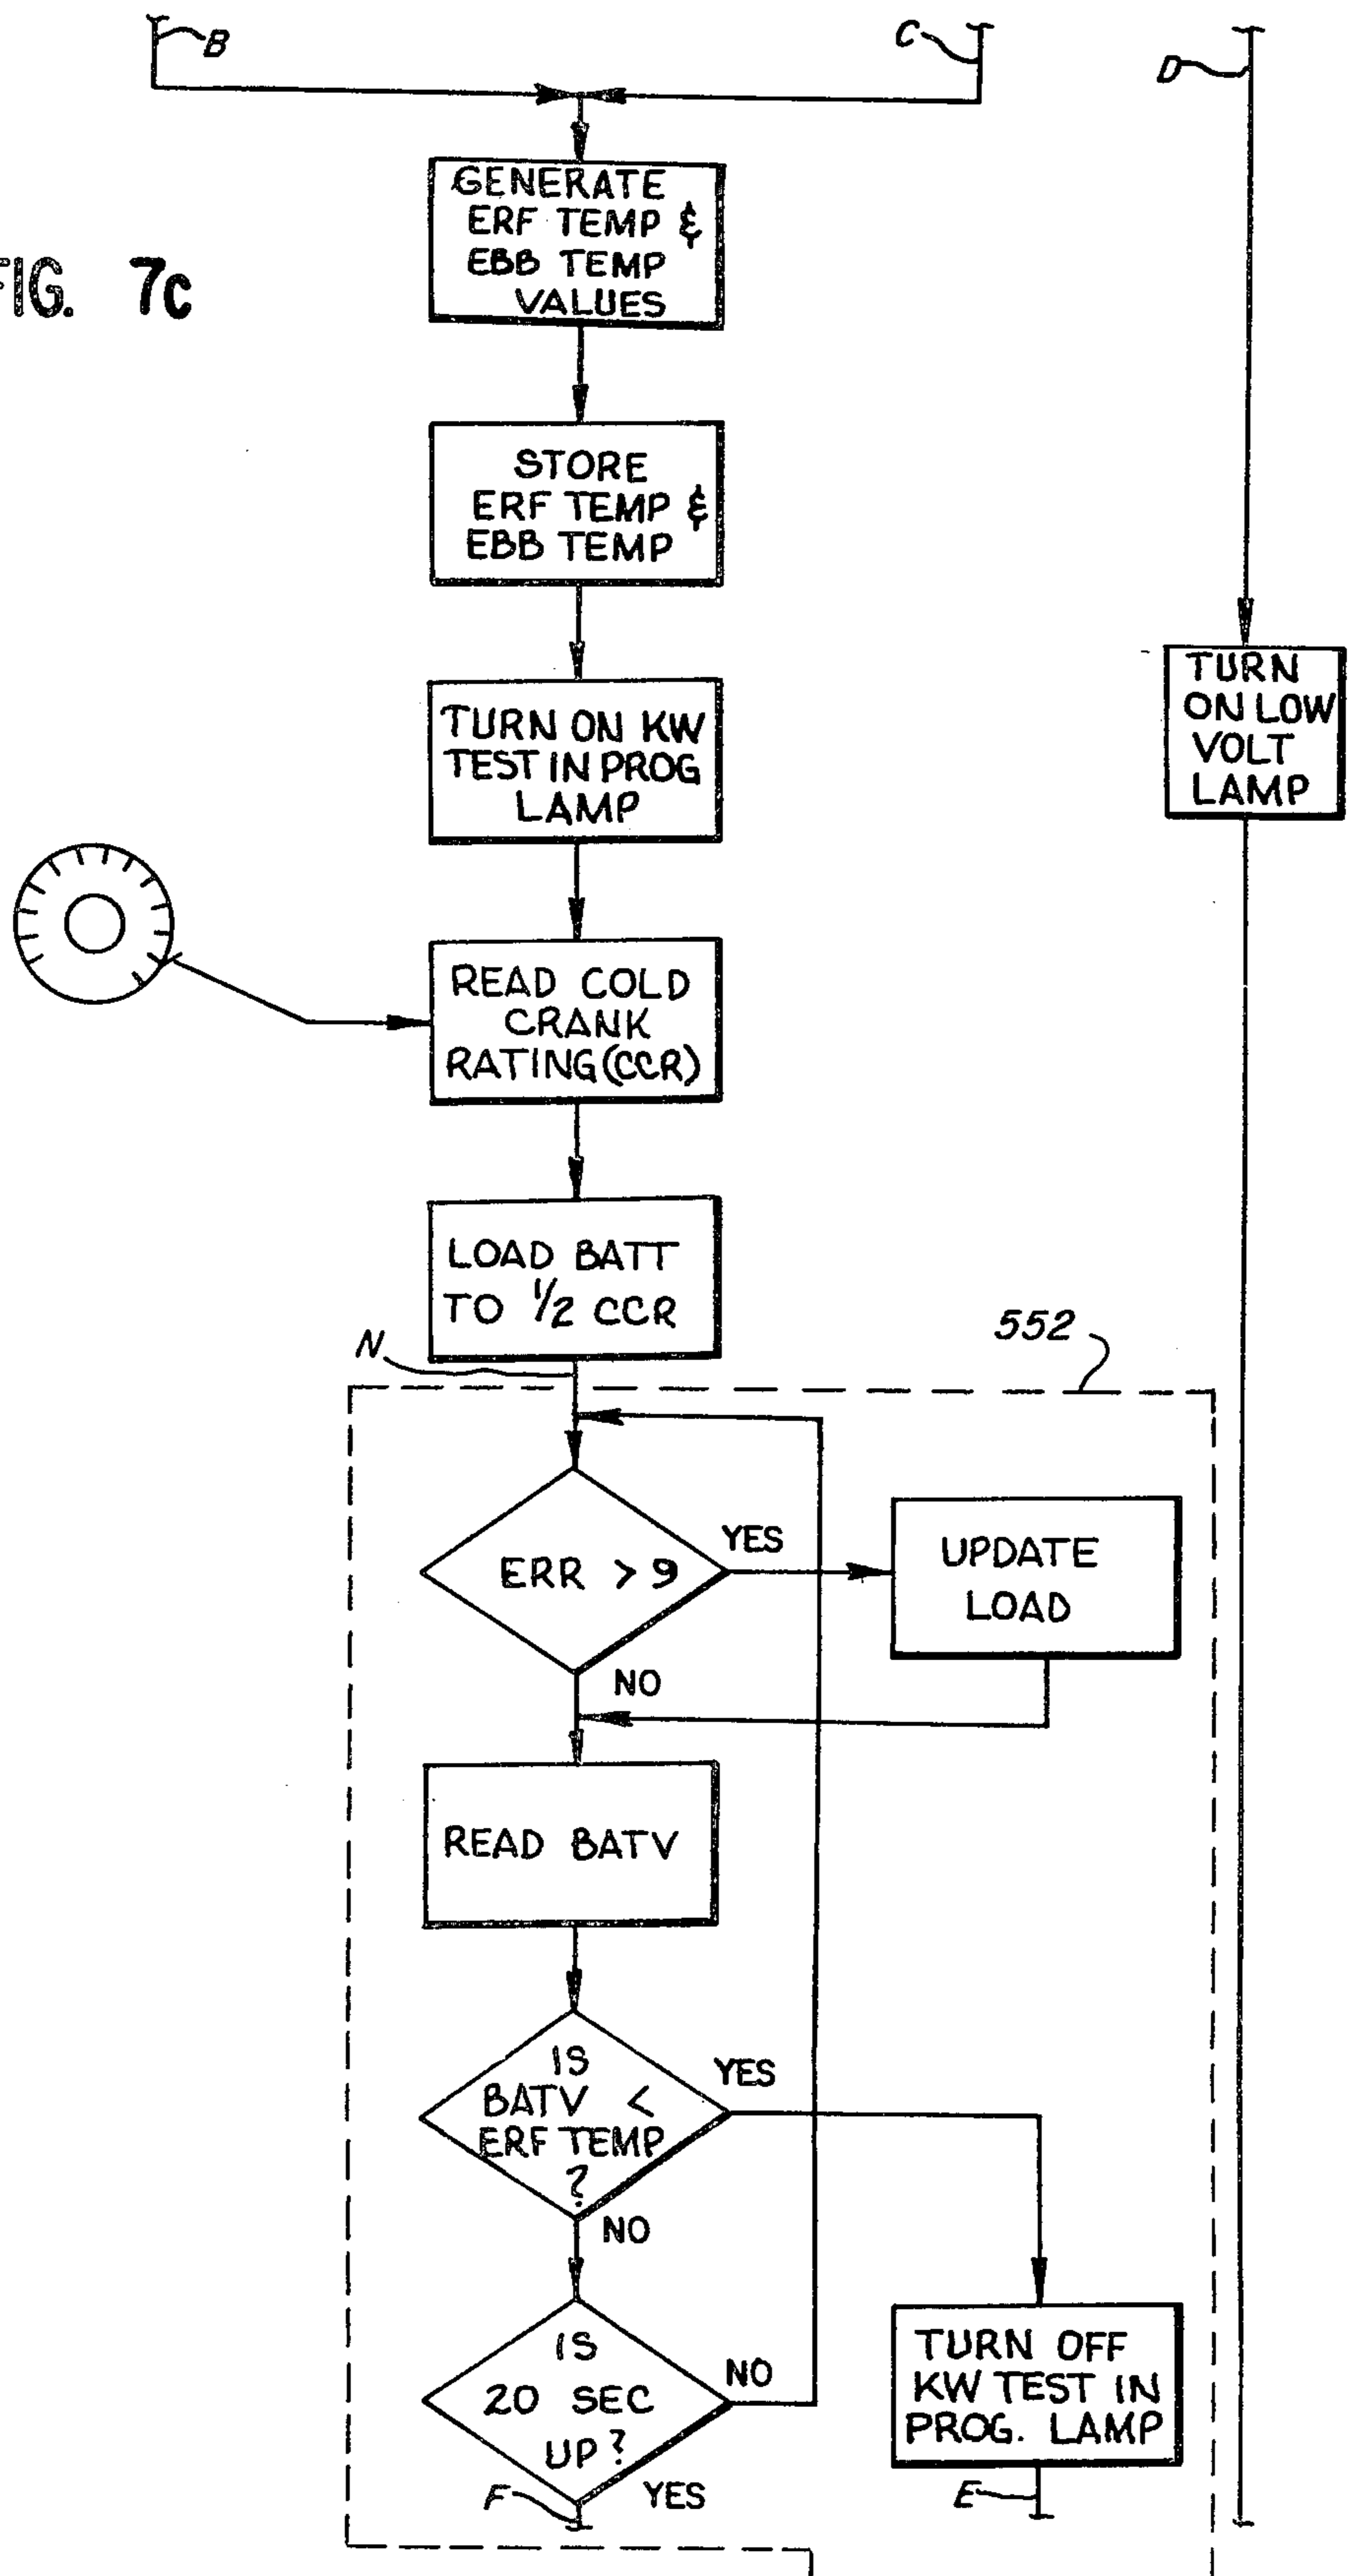 B
C
D
FIG. 7c
GENERATE
ERF TEMP &
EBB TEMP
VALUES
STORE
ERF TEMP &
EBB TEMP
TURN ON KW
TEST IN PROG
LAMP
TURN
ON LOW
VOLT
LAMP
READ COLD
CRANK
RATING (CCR)
LOAD BATT
TO 1/2 CCR
N
552
ERR > 9
YES
UPDATE
LOAD
NO
READ BATV
IS
BATV <
ERF TEMP
?
YES
NO
IS
20 SEC
UP?
NO
YES
TURN OFF
KW TEST IN
PROG. LAMP
F
E